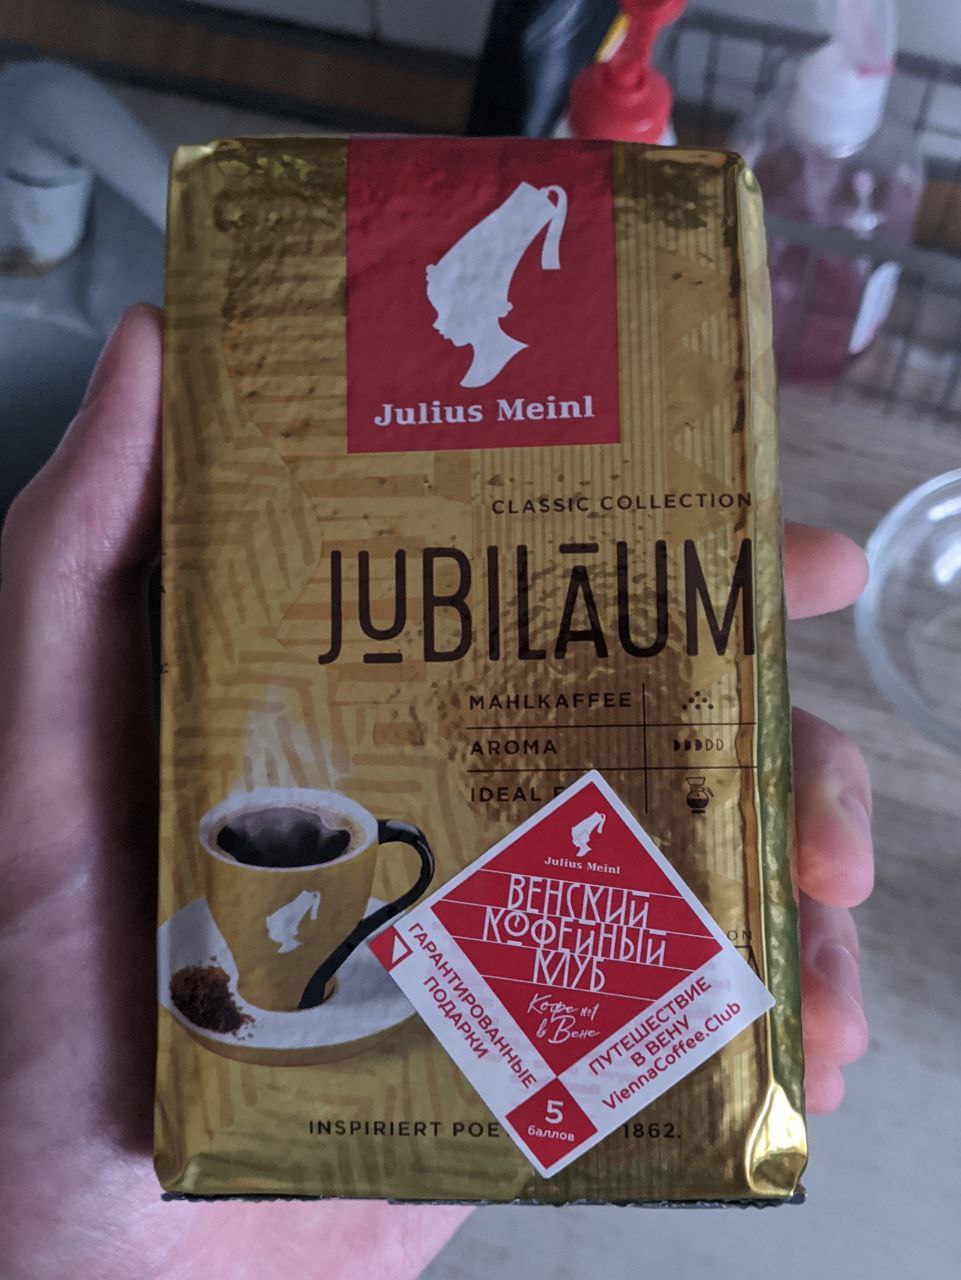 Julius Meinl
CLASSIC COLLECTION
JUBILÄUM
MAHLKAFFEE
AROMA
IDEAL
Julius Meinl
ВЕНСКИЙ
КОФЕЙНЫЙ
КЛУБ
Кофе №1
в Вене
ГАРАНТИРОВАННЫЕ
ПОДАРКИ
ПУТЕШЕСТВИЕ
В ВЕНУ
ViennaCoffee.Club
5
баллов
INSPIRIERT 1862.